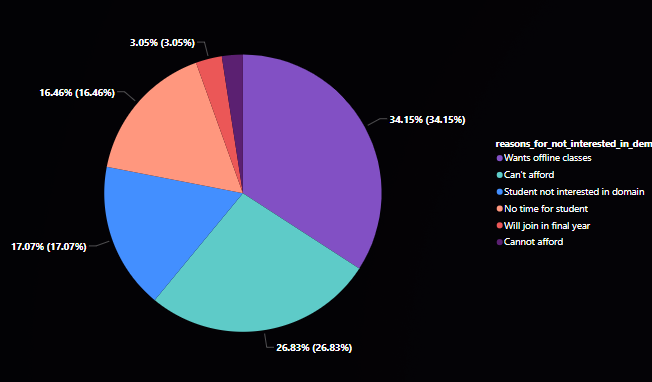 3.05% (3.05%)
16.46% (16.46%)
34.15% (34.15%)
17.07% (17.07%)
26.83% (26.83%)
reasons_for_not_interested_in_dem
Wants offline classes
Can't afford
Student not interested in domain
No time for student
Will join in final year
Cannot afford